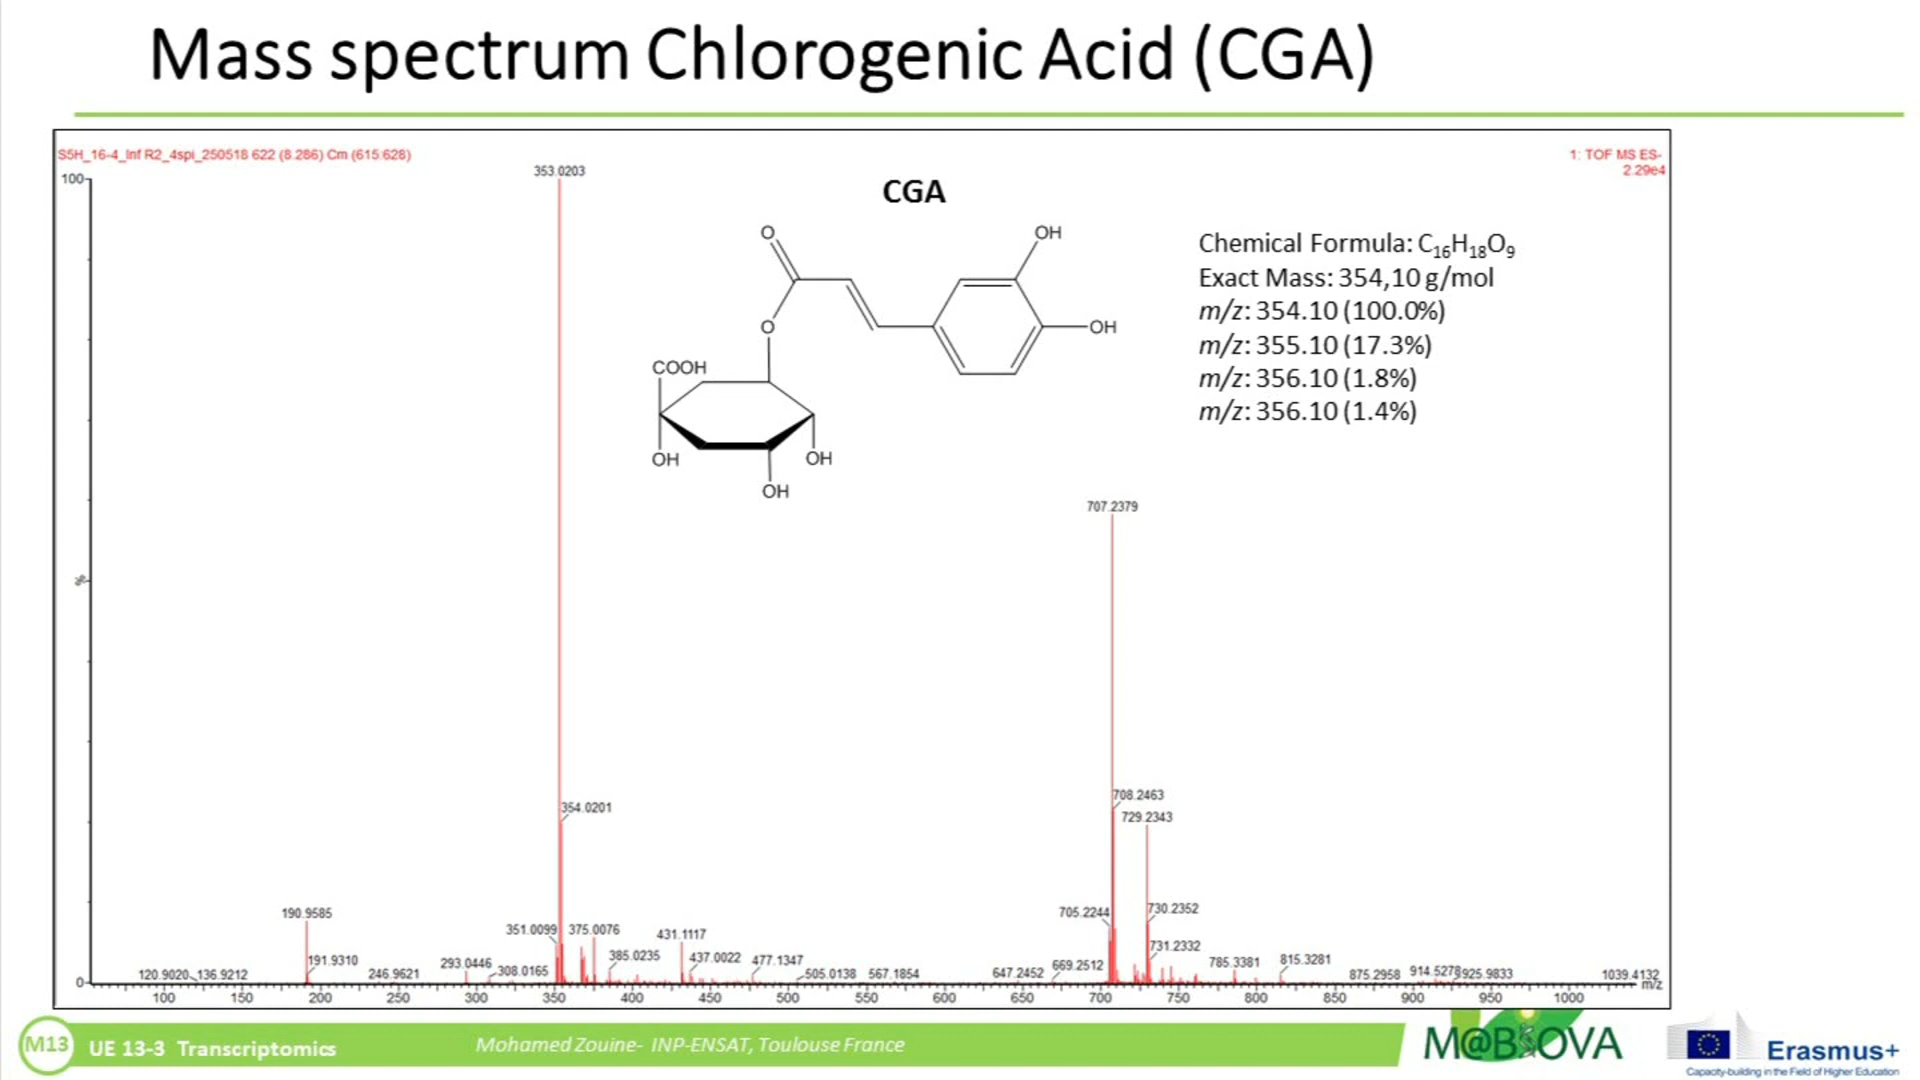 Mass spectrum Chlorogenic Acid (CGA)
S5H_16-4_Inf R2_4spi_250518 622 (8.286) Cm (615:628)
1: TOF MS ES-
2.29e4
100
353.0203
CGA
O
OH
Chemical Formula: C₁₆H₁₈O₉
Exact Mass: 354,10 g/mol
m/z: 354.10 (100.0%)
O
OH
m/z: 355.10 (17.3%)
COOH
m/z: 356.10 (1.8%)
m/z: 356.10 (1.4%)
OH
OH
OH
707.2379
%
708.2463
354.0201
729.2343
190.9585
705.2244
730.2352
351.0099
375.0076
431.1117
731.2332
191.9310
293.0446
308.0165
385.0235
437.0022
477.1347
669.2512
785.3381
815.3281
0
120.9020
136.9212
246.9621
505.0138
567.1854
647.2452
875.2958
914.5278
925.9833
1039.4132
m/z
100 150 200 250 300 350 400 450 500 550 600 650 700 750 800 850 900 950 1000
M13
UE 13-3 Transcriptomics
Mohamed Zouine- INP-ENSAT, Toulouse France
M@BIOVA
Erasmus+
Capacity-building in the Field of Higher Education